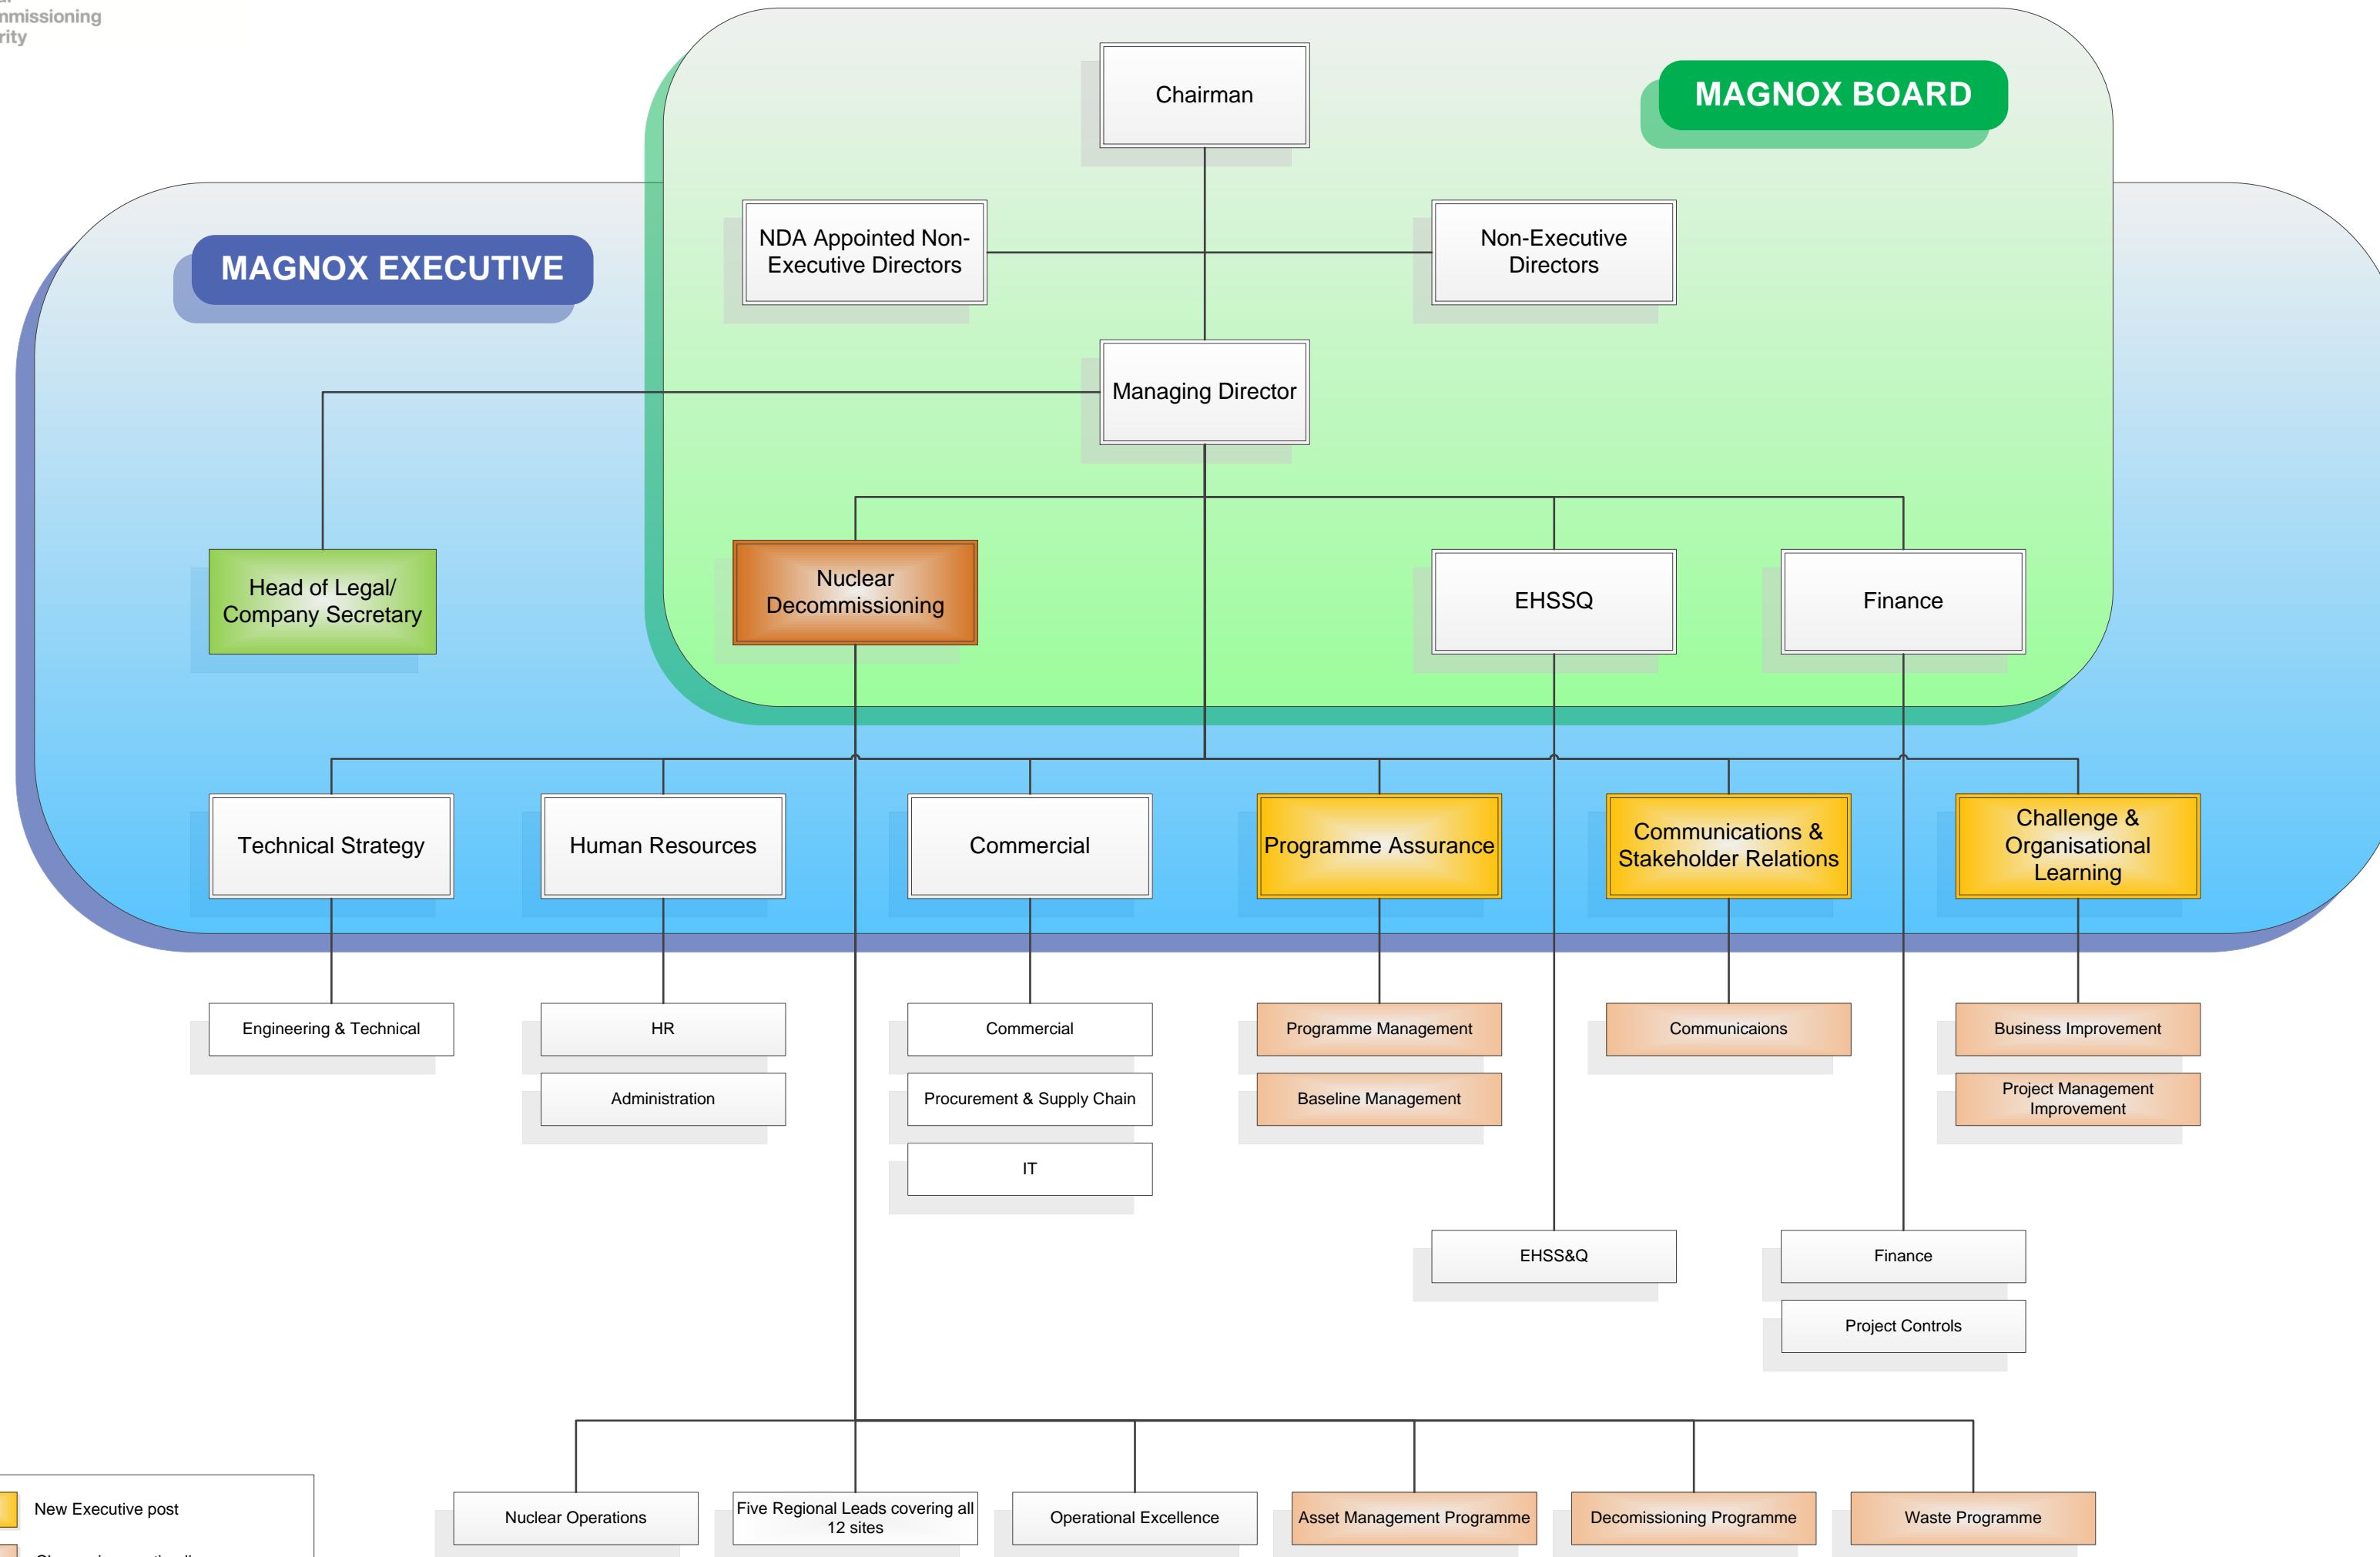 mmissioning
rity
Chairman
MAGNOX BOARD
NDA Appointed Non-
Executive Directors
Non-Executive
Directors
MAGNOX EXECUTIVE
Managing Director
Head of Legal/
Company Secretary
Nuclear
Decommissioning
EHSSQ
Finance
Technical Strategy
Human Resources
Commercial
Programme Assurance
Communications &
Stakeholder Relations
Challenge &
Organisational
Learning
Engineering & Technical
HR
Commercial
Programme Management
Communicaions
Business Improvement
Administration
Procurement & Supply Chain
Baseline Management
Project Management
Improvement
IT
EHSS&Q
Finance
Project Controls
New Executive post
Nuclear Operations
Five Regional Leads covering all
12 sites
Operational Excellence
Asset Management Programme
Decomissioning Programme
Waste Programme